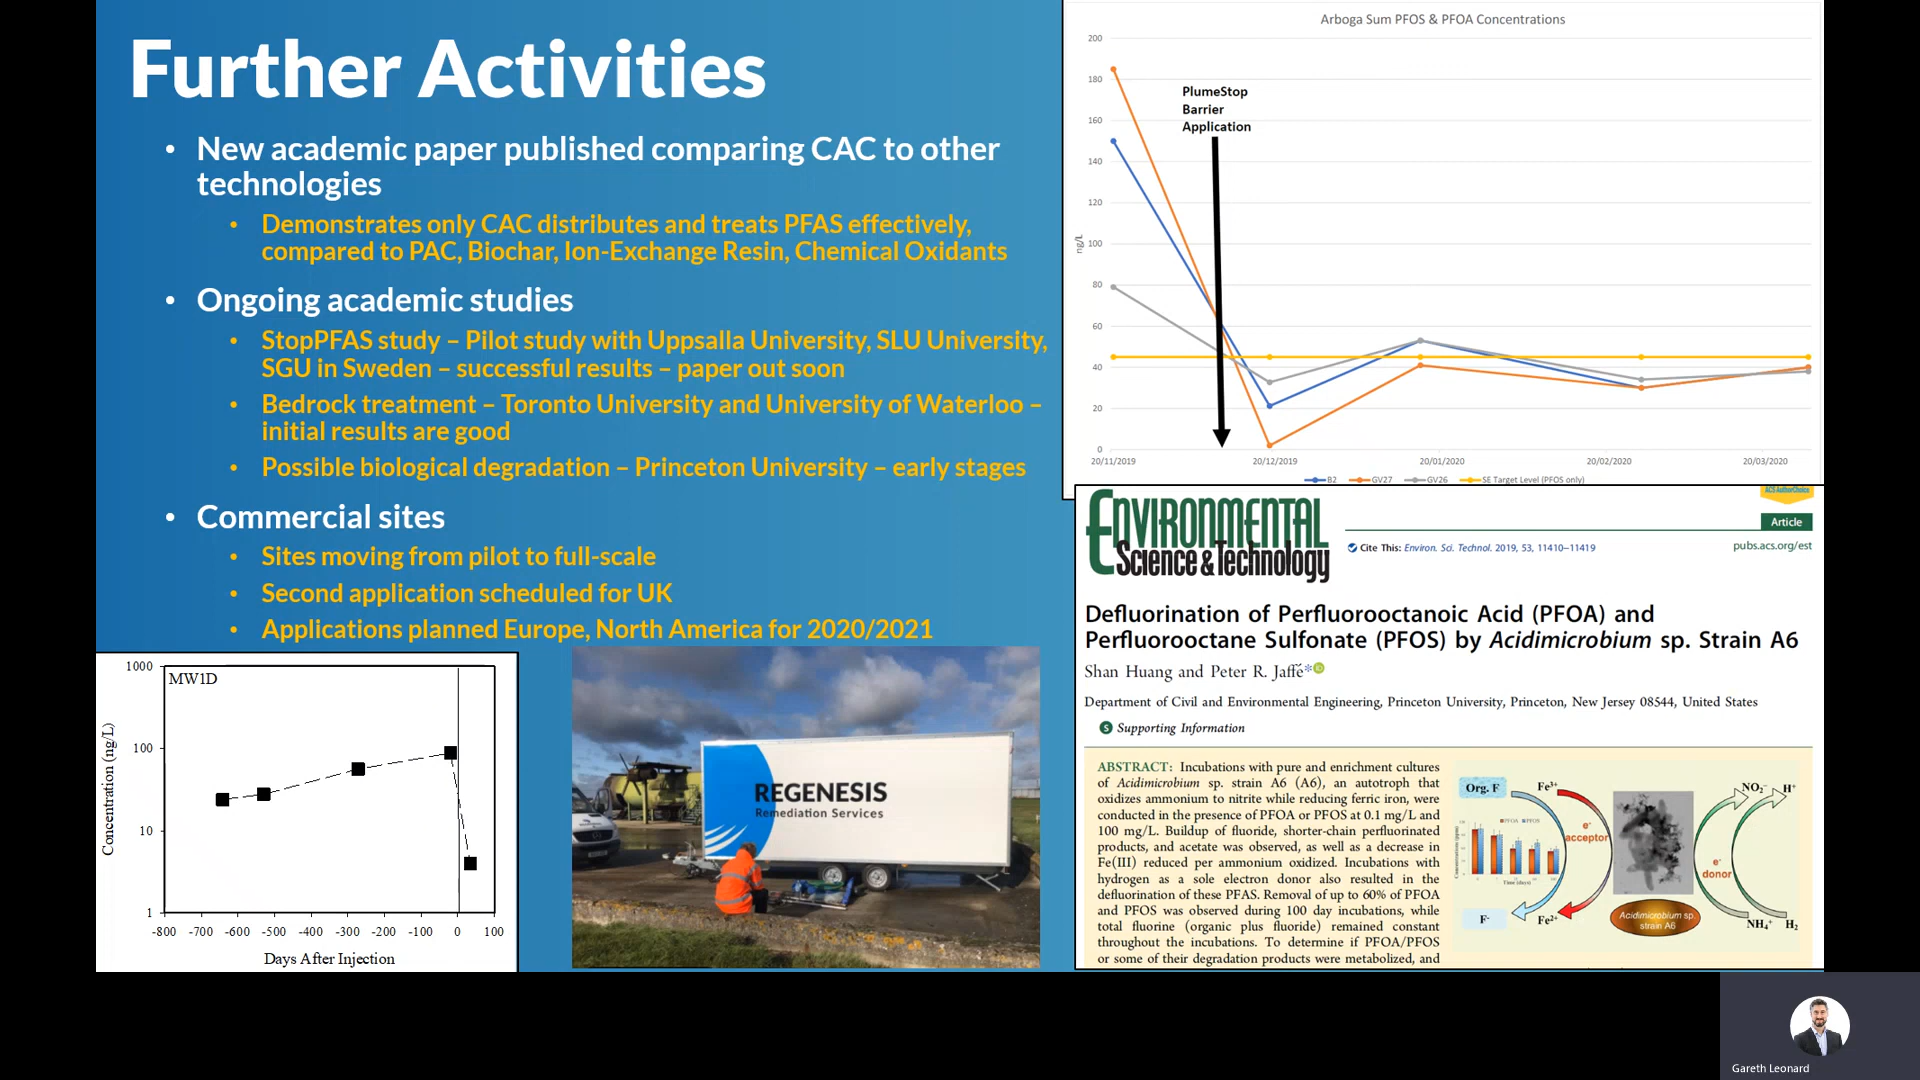 Further Activities
• New academic paper published comparing CAC to other
technologies
• Demonstrates only CAC distributes and treats PFAS effectively,
compared to PAC, Biochar, Ion-Exchange Resin, Chemical Oxidants
• Ongoing academic studies
• StopPFAS study – Pilot study with Uppsalla University, SLU University,
SGU in Sweden – successful results – paper out soon
• Bedrock treatment – Toronto University and University of Waterloo –
initial results are good
• Possible biological degradation – Princeton University – early stages
• Commercial sites
• Sites moving from pilot to full-scale
• Second application scheduled for UK
• Applications planned Europe, North America for 2020/2021
Arboga Sum PFOS & PFOA Concentrations
200
180
160
140
120
100
80
60
40
20
0
ng/L
PlumeStop
Barrier
Application
20/11/2019 20/12/2019 20/01/2020 20/02/2020 20/03/2020
B2 GV27 GV26 SE Target Level (PFOS only)
ENVIRONMENTAL
Science & Technology
ACS AuthorChoice
Article
Cite This: Environ. Sci. Technol. 2019, 53, 11410–11419
pubs.acs.org/est
Defluorination of Perfluorooctanoic Acid (PFOA) and
Perfluorooctane Sulfonate (PFOS) by Acidimicrobium sp. Strain A6
Shan Huang and Peter R. Jaffé*
Department of Civil and Environmental Engineering, Princeton University, Princeton, New Jersey 08544, United States
S Supporting Information
ABSTRACT: Incubations with pure and enrichment cultures
of Acidimicrobium sp. strain A6 (A6), an autotroph that
oxidizes ammonium to nitrite while reducing ferric iron, were
conducted in the presence of PFOA or PFOS at 0.1 mg/L and
100 mg/L. Buildup of fluoride, shorter-chain perfluorinated
products, and acetate was observed, as well as a decrease in
Fe(III) reduced per ammonium oxidized. Incubations with
hydrogen as a sole electron donor also resulted in the
defluorination of these PFAS. Removal of up to 60% of PFOA
and PFOS was observed during 100 day incubations, while
total fluorine (organic plus fluoride) remained constant
throughout the incubations. To determine if PFOA/PFOS
or some of their degradation products were metabolized, and
Org. F
Fe³⁺
NO₂⁻
H⁺
PFOA PFOS
Time (days)
e⁻
acceptor
e⁻
donor
F⁻
Fe²⁺
Acidimicrobium sp.
strain A6
NH₄⁺
H₂
MW1D
1000
100
10
1
Concentration (ng/L)
-800 -700 -600 -500 -400 -300 -200 -100 0 100
Days After Injection
REGENESIS
Remediation Services
Gareth Leonard